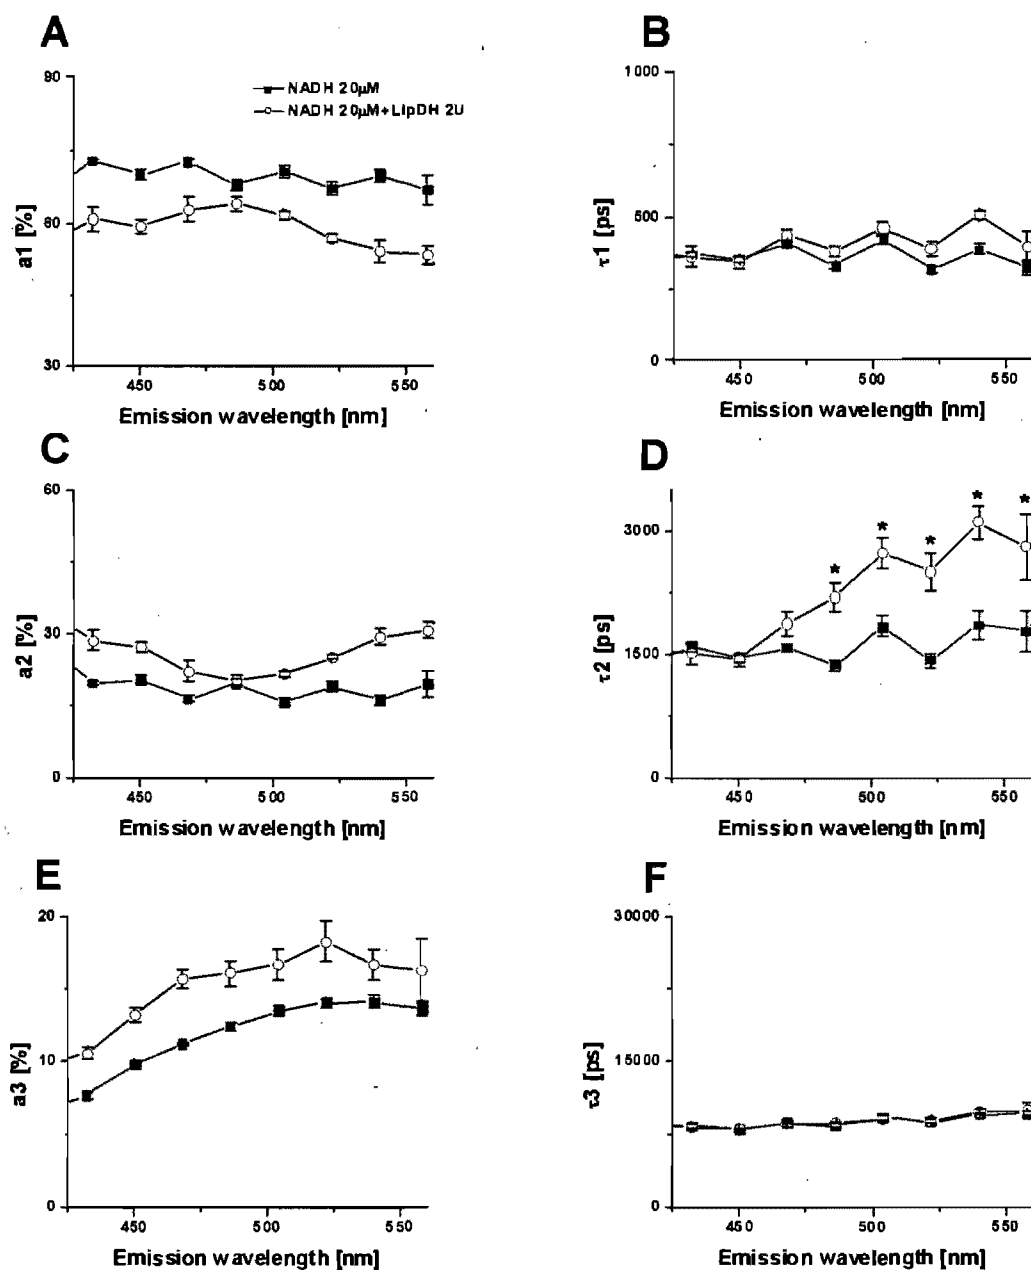 A
90
60
30
a1 [%]
NADH 20µM
NADH 20µM+LipDH 2U
450
500
550
Emission wavelength [nm]
B
1000
500
0
τ1 [ps]
450
500
550
Emission wavelength [nm]
C
60
30
0
a2 [%]
450
500
550
Emission wavelength [nm]
D
3000
1500
0
τ2 [ps]
* * * * *
450
500
550
Emission wavelength [nm]
E
20
10
0
a3 [%]
450
500
550
Emission wavelength [nm]
F
30000
15000
0
τ3 [ps]
450
500
550
Emission wavelength [nm]